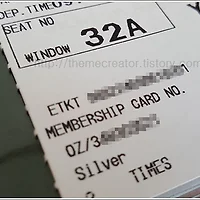 DEP.TIME
SEAT NO
WINDOW 32A
http://themecreator.tistory.com
ETKT
MEMBERSHIP CARD NO.
OZ/3
Silver
TIMES